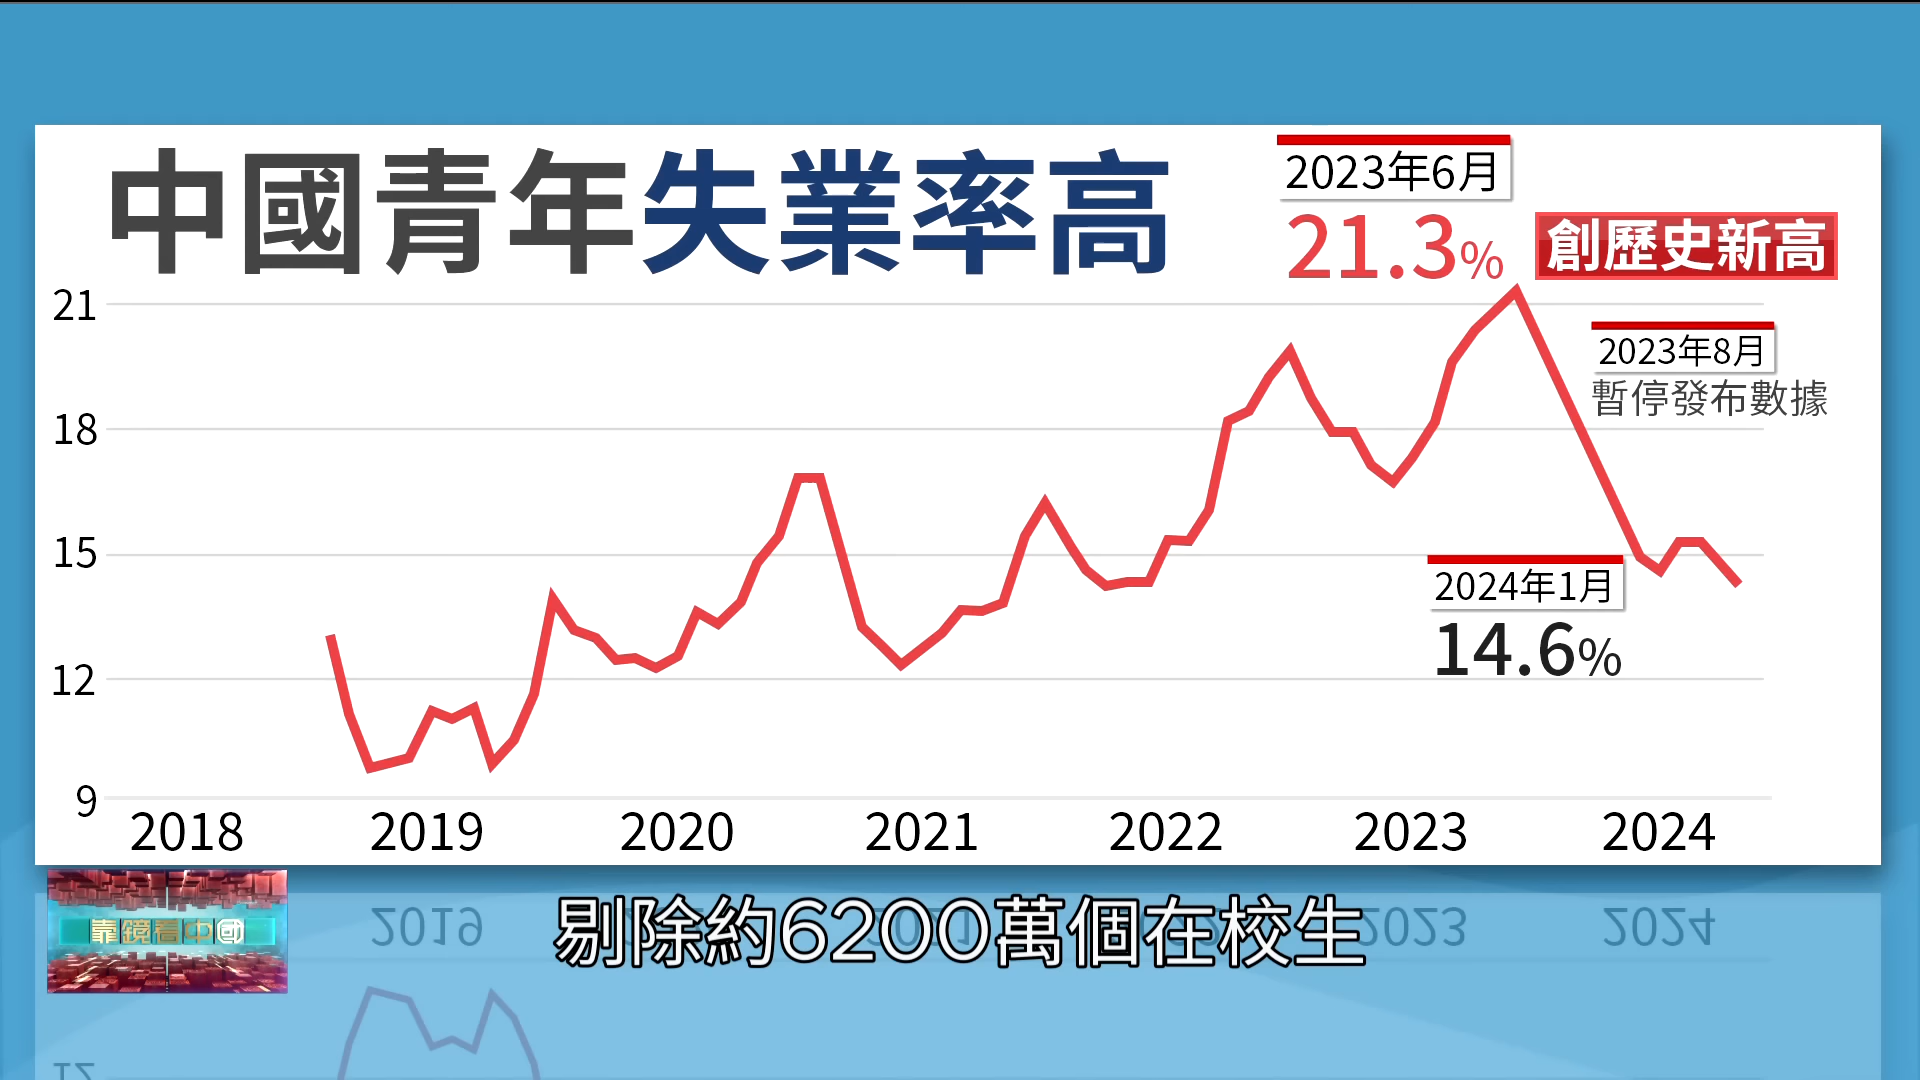 中國青年失業率高
2023年6月
21.3%
創歷史新高
2023年8月
暫停發布數據
2024年1月
14.6%
21
18
15
12
9
2018 2019 2020 2021 2022 2023 2024
靠鏡看中國
剔除約6200萬個在校生